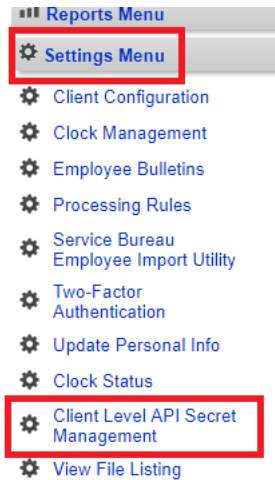 Reports Menu
Settings Menu
Client Configuration
Clock Management
Employee Bulletins
Processing Rules
Service Bureau
Employee Import Utility
Two-Factor
Authentication
Update Personal Info
Clock Status
Client Level API Secret
Management
View File Listing